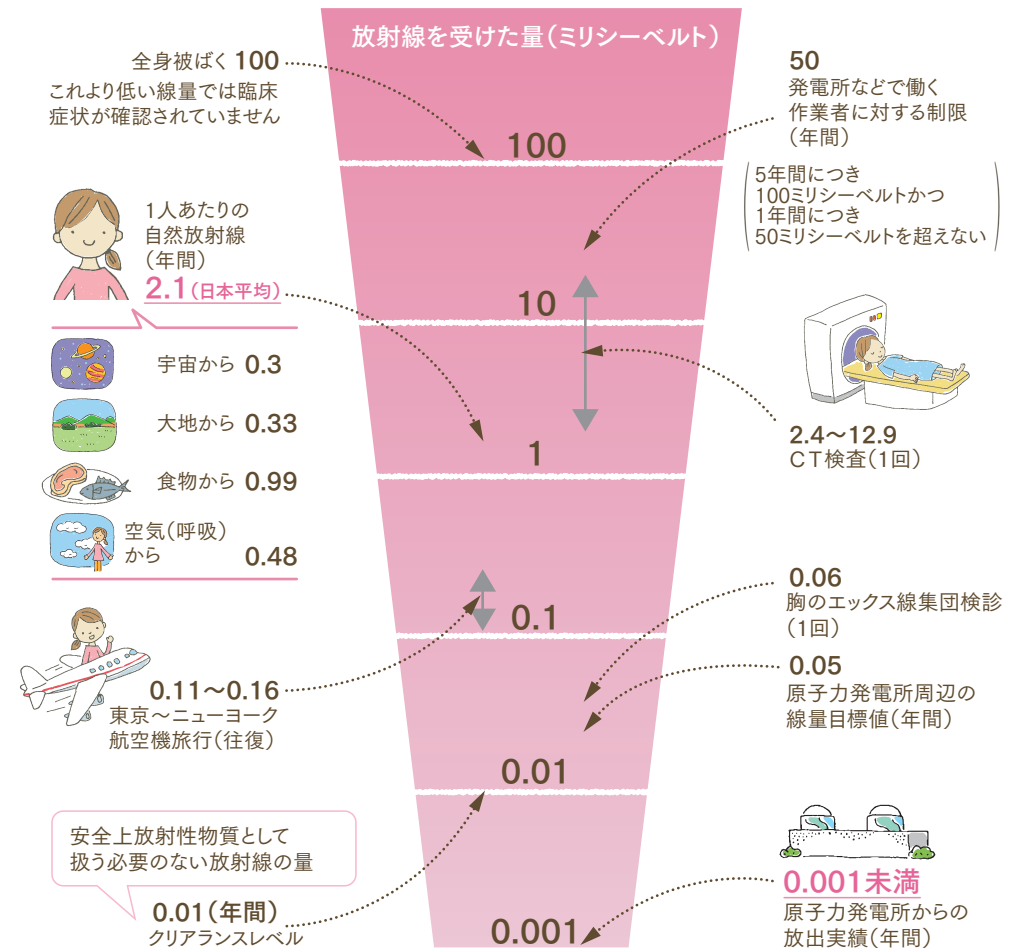 放射線を受けた量（ミリシーベルト）
全身被ばく 100
これより低い線量では臨床
症状が確認されていません
1人あたりの
自然放射線
（年間）
2.1（日本平均）
宇宙から 0.3
大地から 0.33
食物から 0.99
空気（呼吸）
から 0.48
0.11〜0.16
東京〜ニューヨーク
航空機旅行（往復）
安全上放射性物質として
扱う必要のない放射線の量
0.01（年間）
クリアランスレベル
100
10
1
0.1
0.01
0.001
50
発電所などで働く
作業者に対する制限
（年間）
5年間につき
100ミリシーベルトかつ
1年間につき
50ミリシーベルトを超えない
2.4〜12.9
CT検査（1回）
0.06
胸のエックス線集団検診
（1回）
0.05
原子力発電所周辺の
線量目標値（年間）
0.001未満
原子力発電所からの
放出実績（年間）